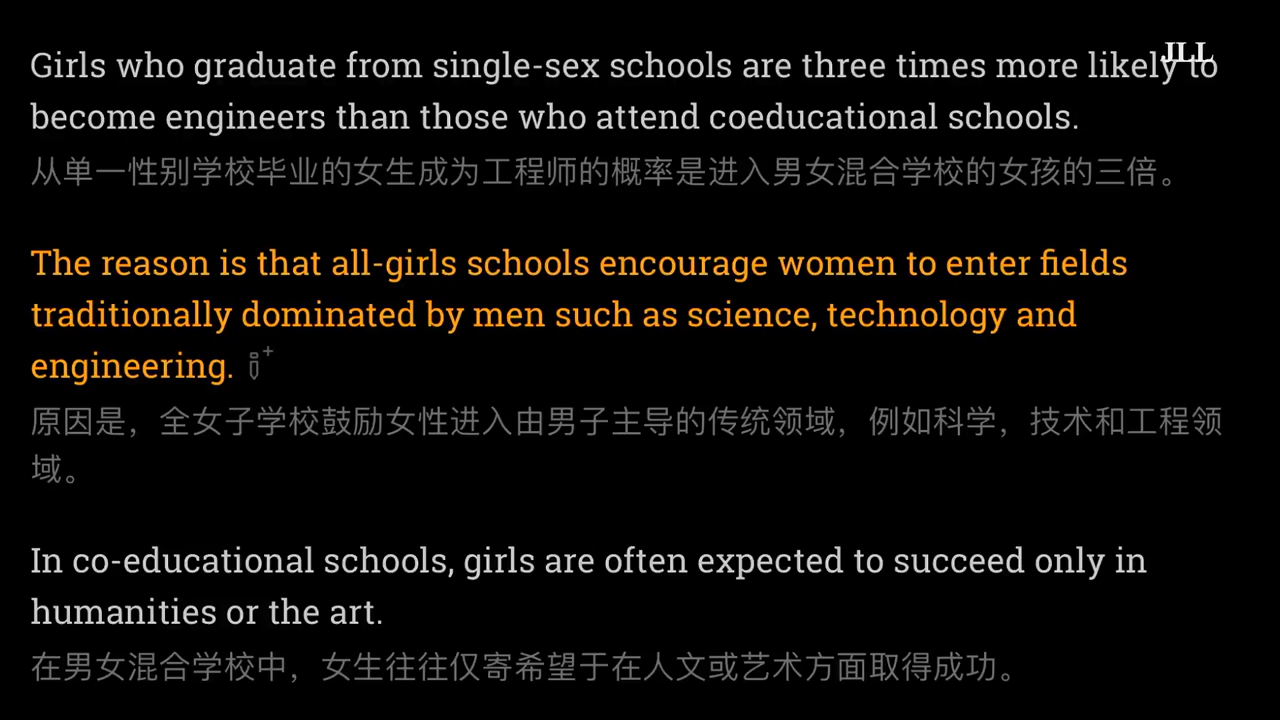 Girls who graduate from single-sex schools are three times more likely to
JLL
become engineers than those who attend coeducational schools.
从单一性别学校毕业的女生成为工程师的概率是进入男女混合学校的女孩的三倍。
The reason is that all-girls schools encourage women to enter fields
traditionally dominated by men such as science, technology and
engineering.
原因是，全女子学校鼓励女性进入由男子主导的传统领域，例如科学，技术和工程领
域。
In co-educational schools, girls are often expected to succeed only in
humanities or the art.
在男女混合学校中，女生往往仅寄希望于在人文或艺术方面取得成功。